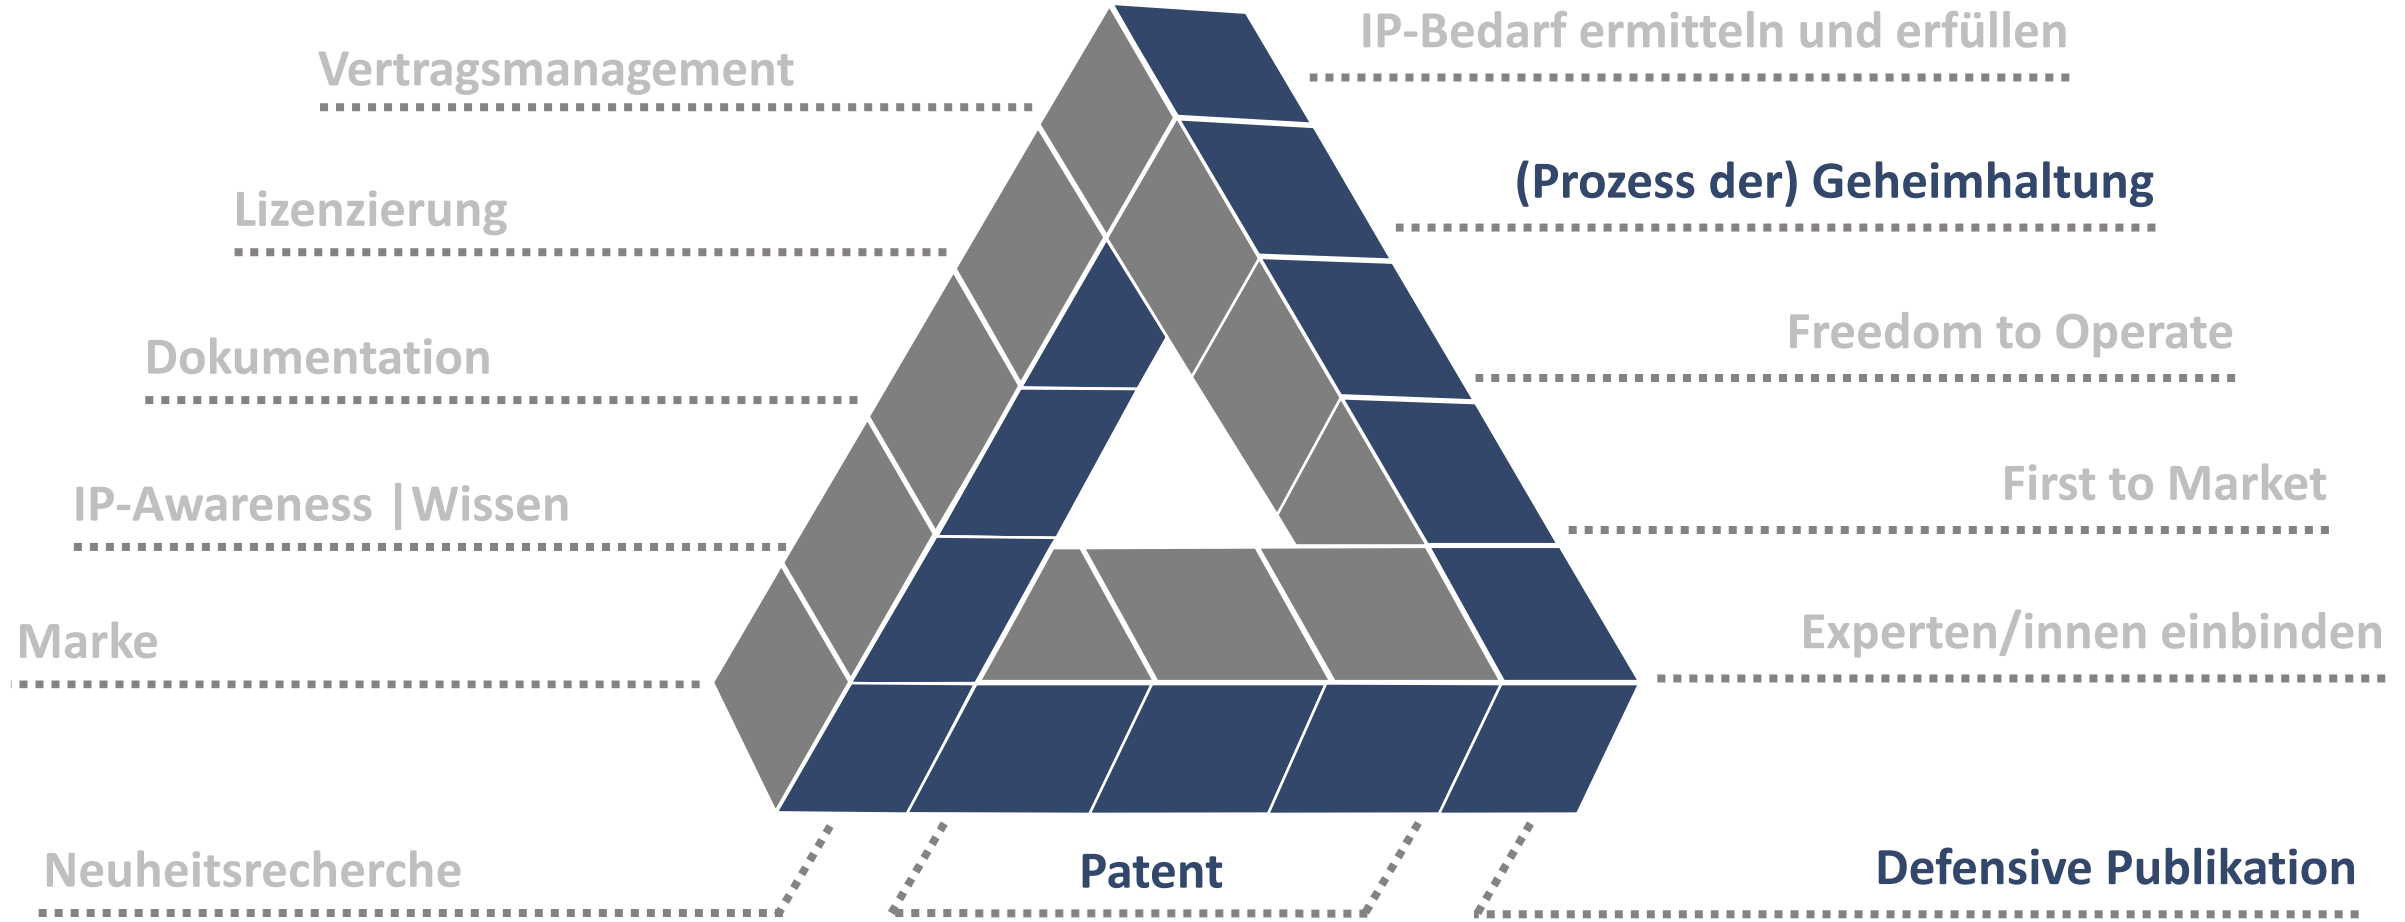 IP-Bedarf ermitteln und erfüllen
Vertragsmanagement
(Prozess der) Geheimhaltung
Lizenzierung
Freedom to Operate
Dokumentation
First to Market
IP-Awareness |Wissen
Experten/innen einbinden
Marke
Neuheitsrecherche
Patent
Defensive Publikation